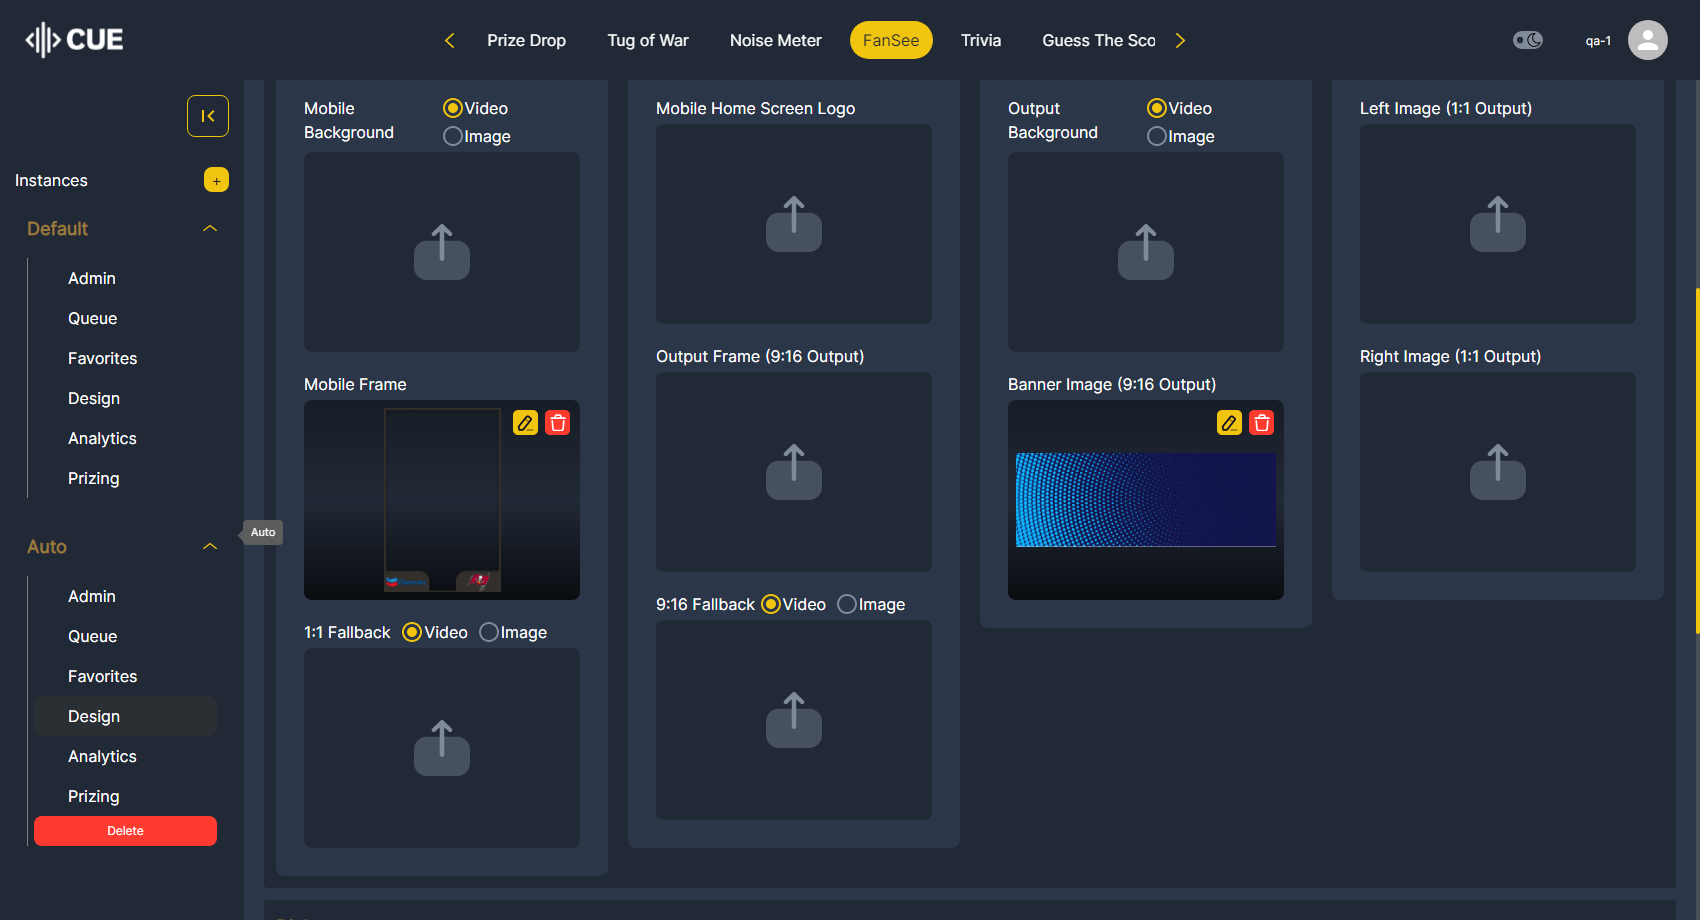 CUE
Prize Drop
Tug of War
Noise Meter
FanSee
Trivia
Guess The Sco
qa-1
Instances
+
Default
Admin
Queue
Favorites
Design
Analytics
Prizing
Auto
Auto
Admin
Queue
Favorites
Design
Analytics
Prizing
Delete
Mobile
Background
Video
Image
Mobile Frame
1:1 Fallback
Video
Image
Mobile Home Screen Logo
Output Frame (9:16 Output)
9:16 Fallback
Video
Image
Output
Background
Video
Image
Banner Image (9:16 Output)
Left Image (1:1 Output)
Right Image (1:1 Output)